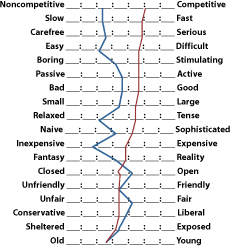 Noncompetitive Competitive
Slow Fast
Carefree Serious
Easy Difficult
Boring Stimulating
Passive Active
Bad Good
Small Large
Relaxed Tense
Naive Sophisticated
Inexpensive Expensive
Fantasy Reality
Closed Open
Unfriendly Friendly
Unfair Fair
Conservative Liberal
Sheltered Exposed
Old Young